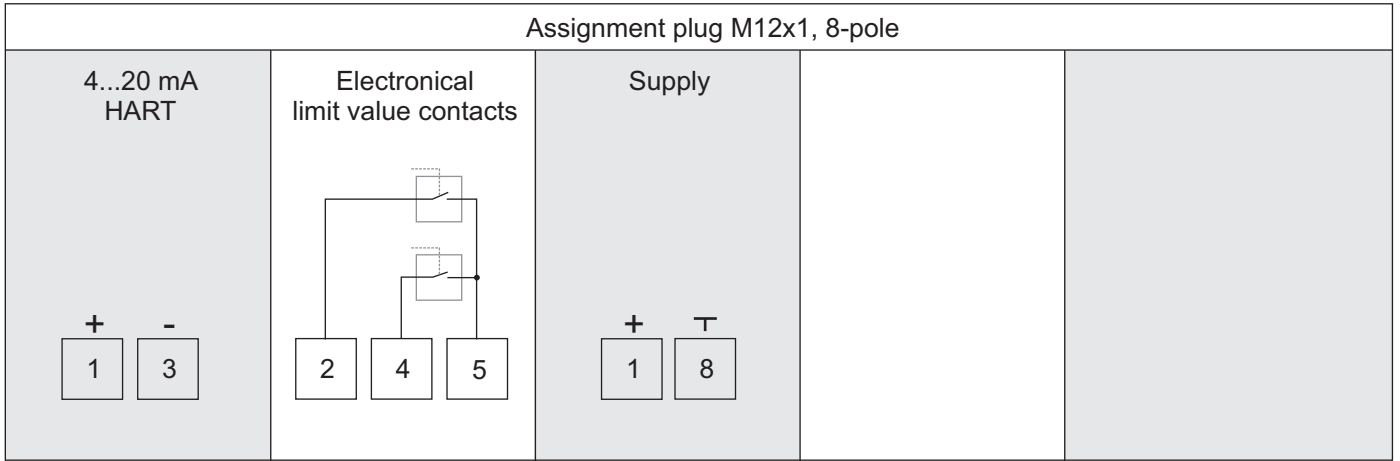 Assignment plug M12x1, 8-pole
4...20 mA
HART
Electronical
limit value contacts
Supply
+ -
1 3
2 4 5
+
1 8